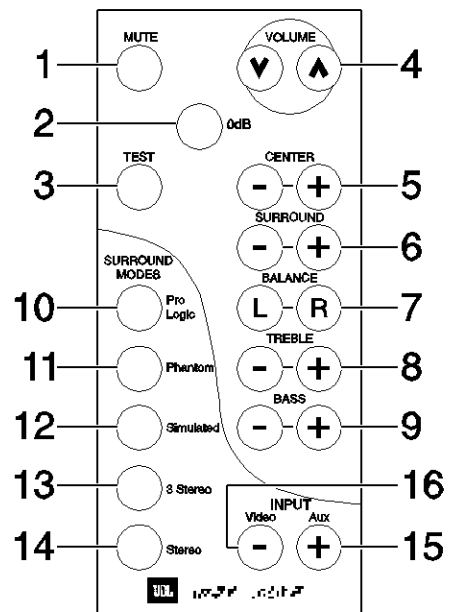 MUTE VOLUME
1 4
2 0dB
3 TEST CENTER
- + 5
SURROUND
- + 6
SURROUND MODES
BALANCE
10 Pro Logic L R 7
TREBLE
11 Phantom - + 8
BASS
12 Simulated - + 9
13 3 Stereo 16
INPUT
Video Aux
14 Stereo - + 15
JBL